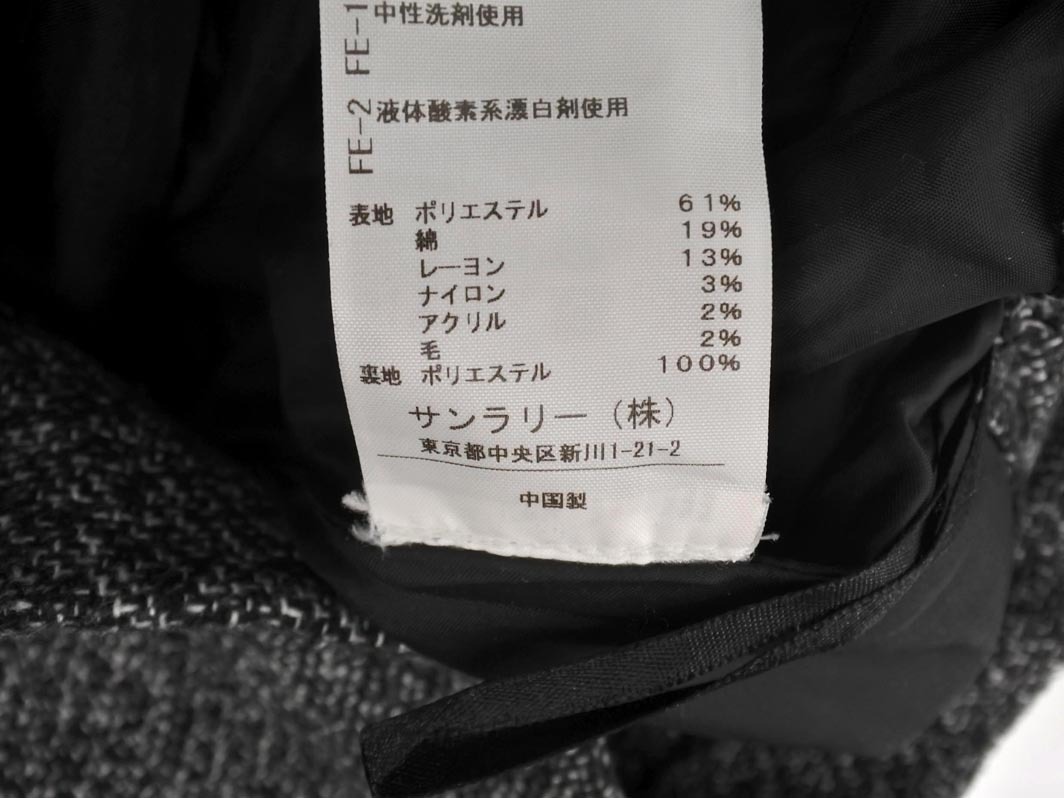 FE-1 中性洗剤使用
FE-2 液体酸素系漂白剤使用
表地 ポリエステル 61%
綿 19%
レーヨン 13%
ナイロン 3%
アクリル 2%
毛 2%
裏地 ポリエステル 100%
サンラリー（株）
東京都中央区新川1-21-2
中国製